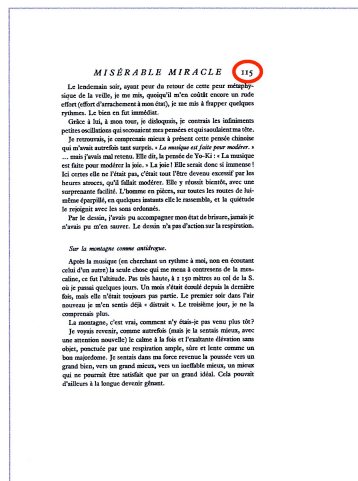 MISÉRABLE MIRACLE 115
Le lendemain soir, ayant peur du retour de cette peur métaphy-
sique de la veille, je me mis, quoiqu'il m'en coûtât encore un rude
effort (effort d'arrachement à mon état), je me mis à frapper quelques
rythmes. Le bien en fut immédiat.
Grâce à lui, à mon tour, je disloquais, je contrais les infiniments
petites oscillations qui secouaient mes pensées et qui saoulaient ma tête.
Je retrouvais, je comprenais mieux à présent cette pensée chinoise
qui m'avait autrefois tant surpris. « La musique est faite pour modérer. »
... mais j'avais mal retenu. Elle dit, la pensée de Yo-Ki : « La musique
est faite pour modérer la joie. » La joie! Elle serait donc si immense!
Ici certes elle ne l'était pas, c'était tout l'être devenu excessif par les
heures atroces, qu'il fallait modérer. Elle y réussit bientôt, avec une
surprenante facilité. L'homme en pièces, sur toutes les routes de lui-
même éparpillé, en quelques instants elle le rassembla, et la quiétude
le rejoignit avec les sons ordonnés.
Par le dessin, j'avais pu accompagner mon état de brisure, jamais je
n'avais pu m'en sauver. Le dessin n'a pas d'action sur la respiration.
Sur la montagne comme antidrogue.
Après la musique (en cherchant un rythme à moi, non en écoutant
celui d'un autre) la seule chose qui me mena à contresens de la mes-
caline, ce fut l'altitude. Pas très haute, à 1 150 mètres au col de la S.
où je passai quelques jours. Un mois s'était écoulé depuis la dernière
fois, mais elle n'était toujours pas partie. Le premier soir dans l'air
nouveau je m'en sentis déjà « distrait ». Le troisième jour, je ne la
comprenais plus.
La montagne, c'est vrai, comment n'y étais-je pas venu plus tôt?
Je voyais revenir, comme autrefois (mais je la sentais mieux, avec
une attention nouvelle) le calme à la fois et l'exaltante élévation sans
objet, ponctuée par une respiration ample, sûre et lente comme un
bon majordome. Je sentais dans ma force revenue la poussée vers un
grand bien, vers un grand mieux, vers un ineffable mieux, un mieux
qui ne pourrait être satisfait que par un grand idéal. Cela pouvait
d'ailleurs à la longue devenir gênant.